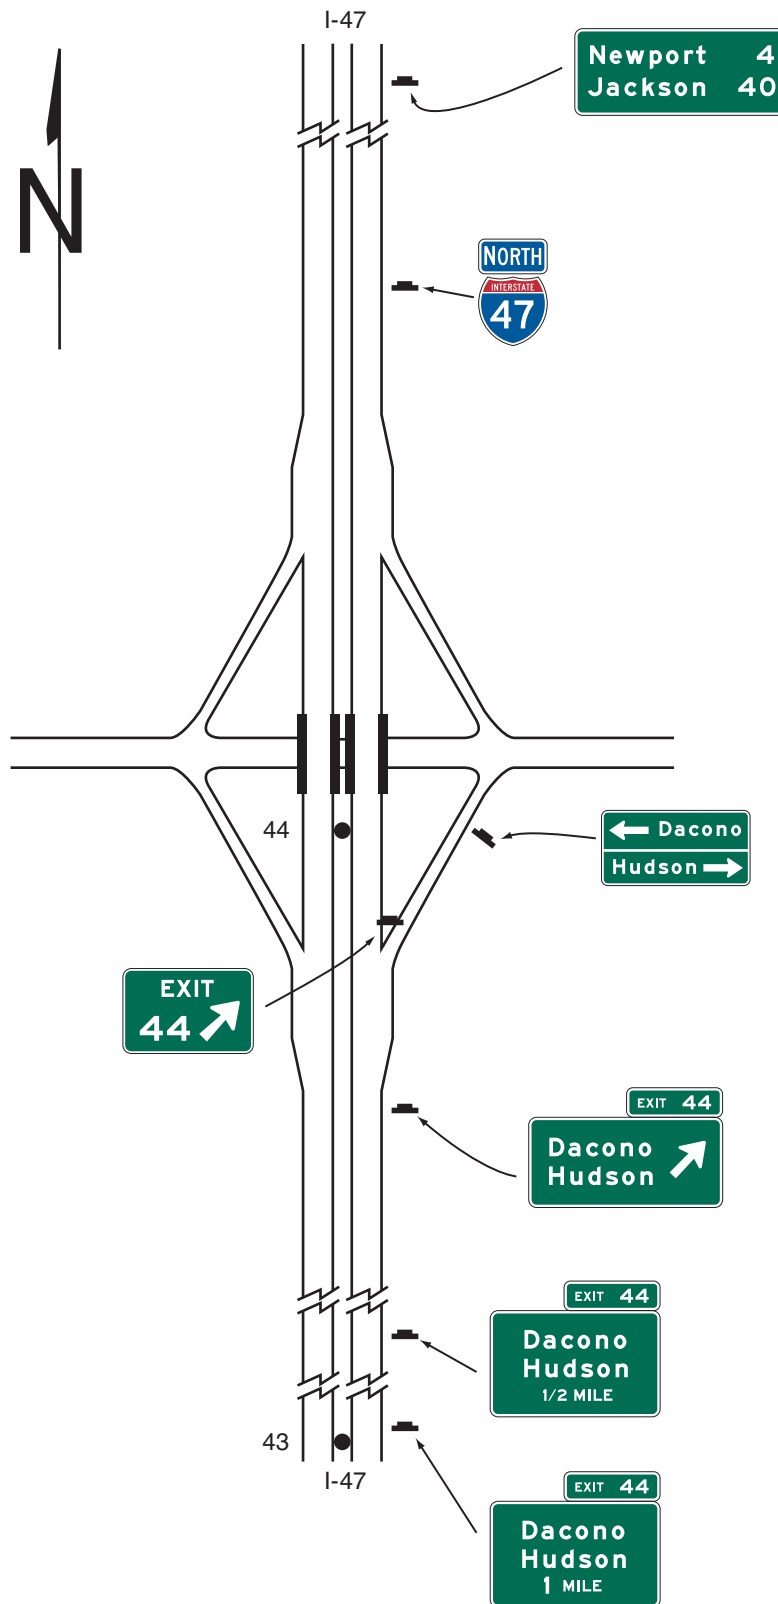 I-47
Newport 4
Jackson 40
N
NORTH
INTERSTATE
47
44
Dacono
Hudson
EXIT
44
EXIT 44
Dacono
Hudson
EXIT 44
Dacono
Hudson
1/2 MILE
43
I-47
EXIT 44
Dacono
Hudson
1 MILE